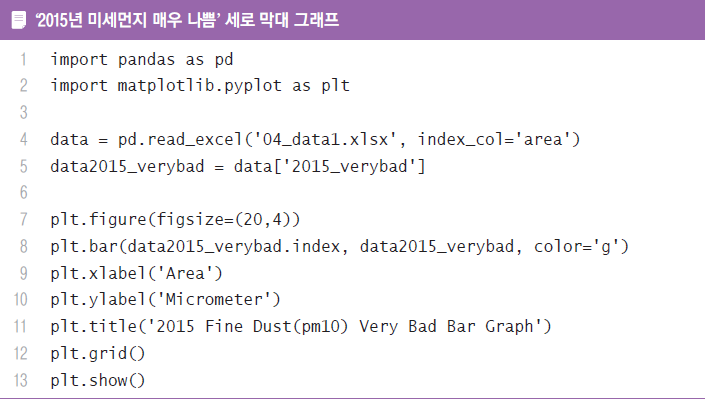 ‘2015년 미세먼지 매우 나쁨’ 세로 막대 그래프
1 import pandas as pd
2 import matplotlib.pyplot as plt
3
4 data = pd.read_excel('04_data1.xlsx', index_col='area')
5 data2015_verybad = data['2015_verybad']
6
7 plt.figure(figsize=(20,4))
8 plt.bar(data2015_verybad.index, data2015_verybad, color='g')
9 plt.xlabel('Area')
10 plt.ylabel('Micrometer')
11 plt.title('2015 Fine Dust(pm10) Very Bad Bar Graph')
12 plt.grid()
13 plt.show()